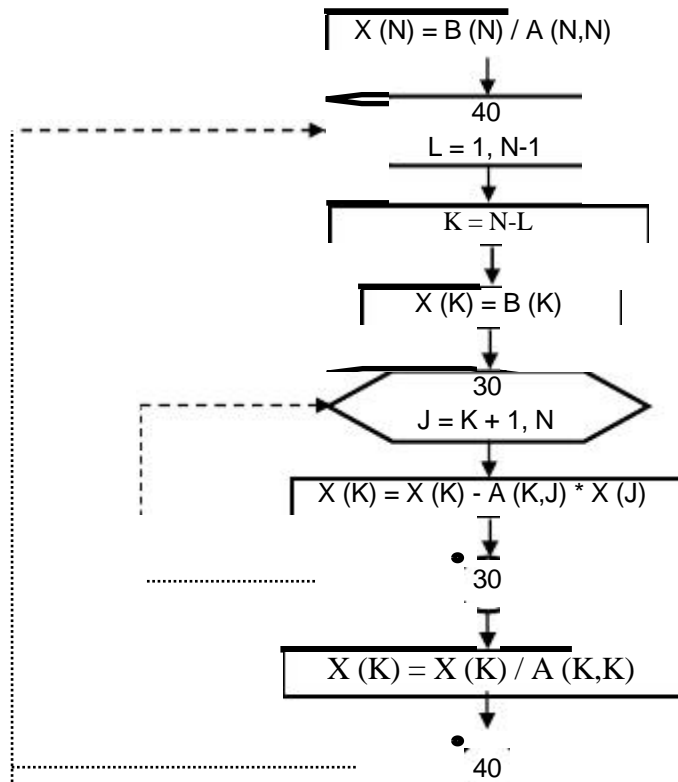 X (N) = B (N) / A (N,N)
40
L = 1, N-1
K = N-L
X (K) = B (K)
30
J = K + 1, N
X (K) = X (K) - A (K,J) * X (J)
30
X (K) = X (K) / A (K,K)
40